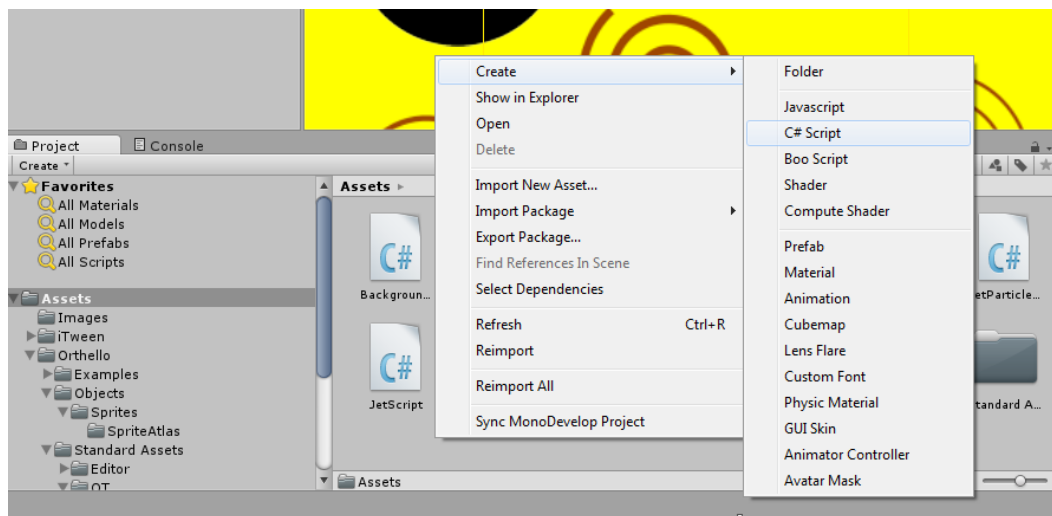 Project
Console
Create
Favorites
All Materials
All Models
All Prefabs
All Scripts
Assets
Images
iTween
Orthello
Examples
Objects
Sprites
SpriteAtlas
Standard Assets
Editor
OT
Assets
C#
Backgroun...
C#
JetScript
C#
etParticle...
tandard A...
Assets
Create
Show in Explorer
Open
Delete
Import New Asset...
Import Package
Export Package...
Find References In Scene
Select Dependencies
Refresh Ctrl+R
Reimport
Reimport All
Sync MonoDevelop Project
Folder
Javascript
C# Script
Boo Script
Shader
Compute Shader
Prefab
Material
Animation
Cubemap
Lens Flare
Custom Font
Physic Material
GUI Skin
Animator Controller
Avatar Mask